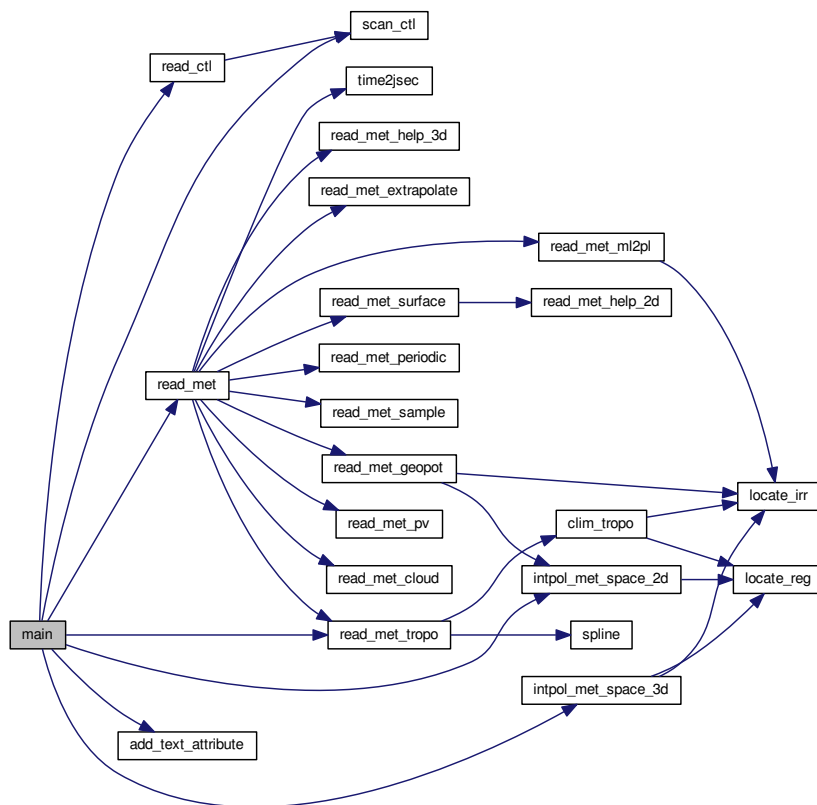 scan_ctl
read_ctl
time2jsec
read_met_help_3d
read_met_extrapolate
read_met_ml2pl
read_met_surface
read_met_help_2d
read_met_periodic
read_met
read_met_sample
read_met_geopot
locate_irr
read_met_pv
clim_tropo
read_met_cloud
intpol_met_space_2d
locate_reg
main
read_met_tropo
spline
intpol_met_space_3d
add_text_attribute